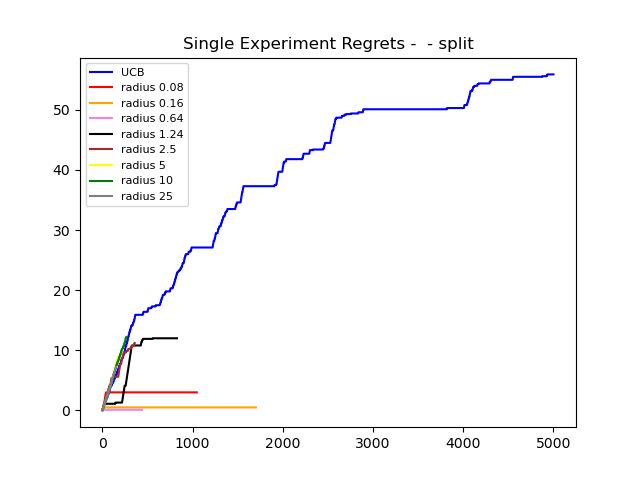 Single Experiment Regrets -  - split
UCB
radius 0.08
radius 0.16
radius 0.64
radius 1.24
radius 2.5
radius 5
radius 10
radius 25
50
40
30
20
10
0
0 1000 2000 3000 4000 5000